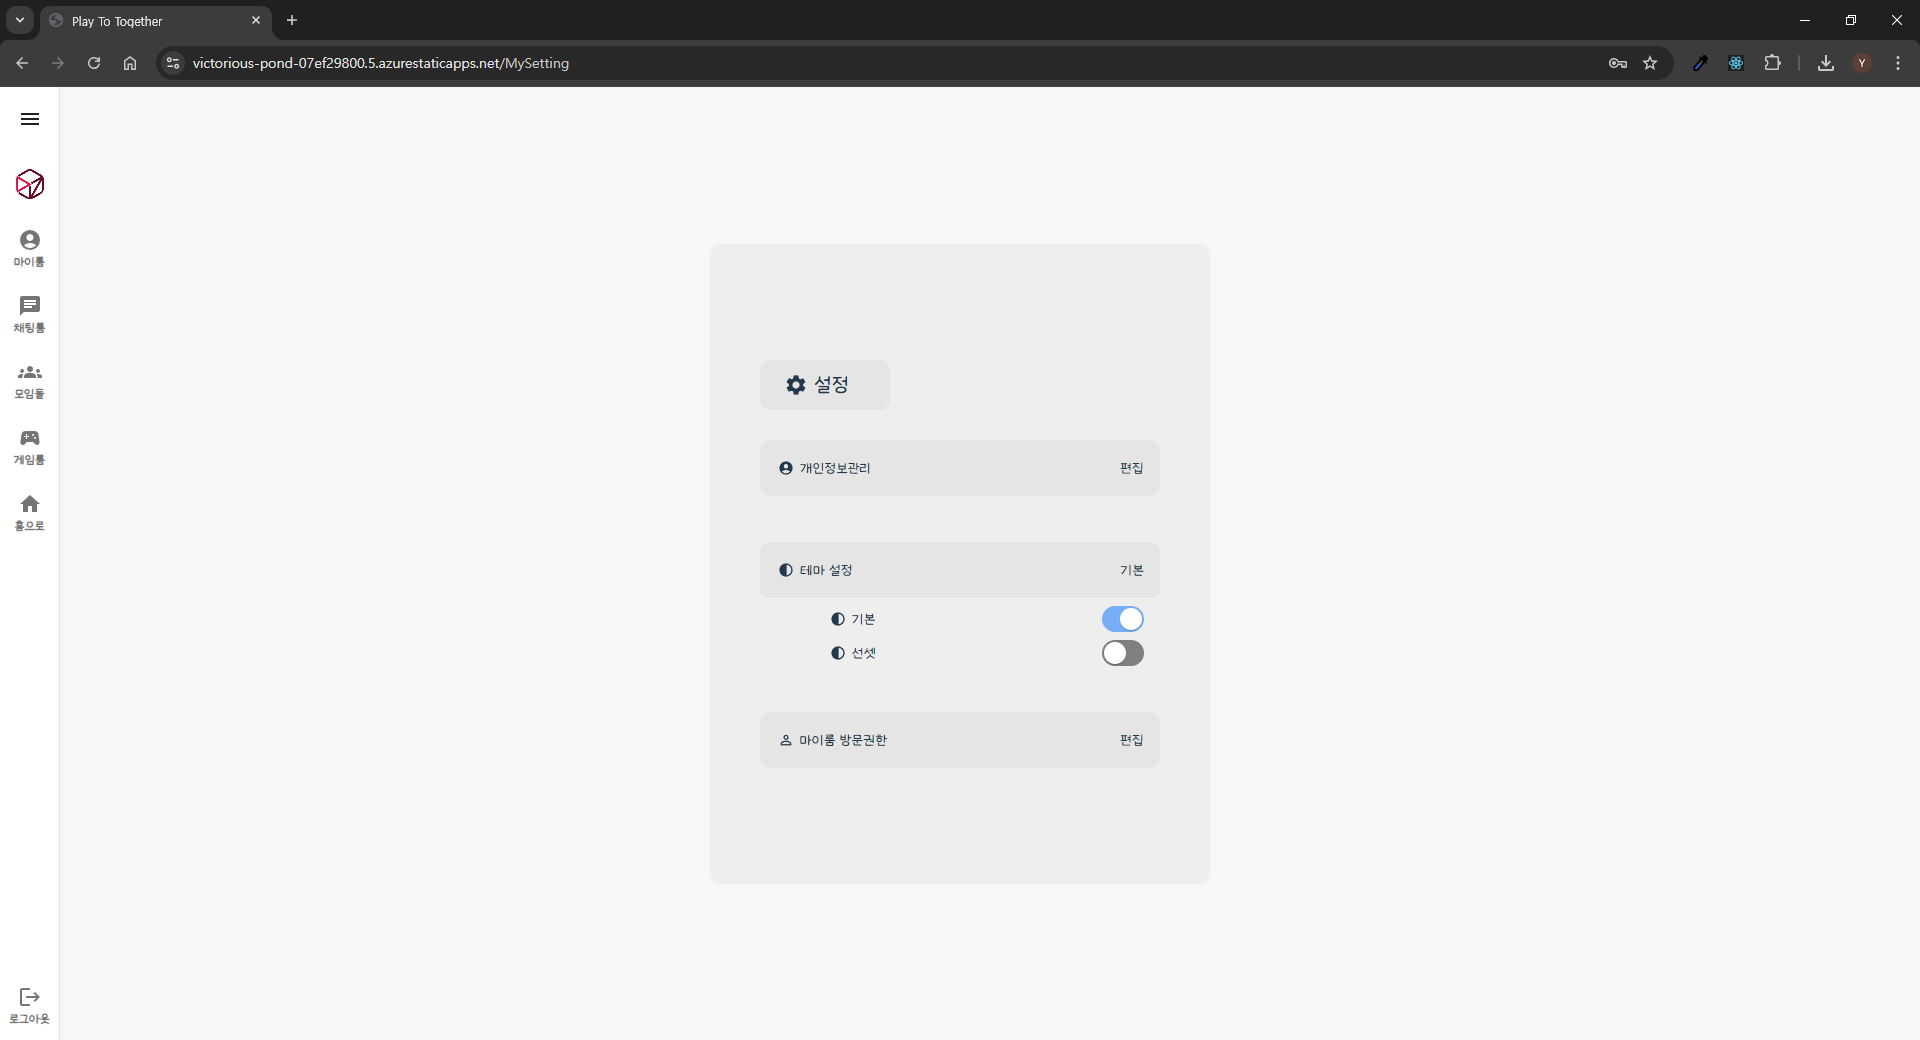 Play To Together
victorious-pond-07ef29800.5.azurestaticapps.net/MySetting
Y
마이룸
채팅룸
모임돌
게임룸
홈으로
로그아웃
설정
개인정보관리 편집
테마 설정 기본
기본
선셋
마이룸 방문권한 편집